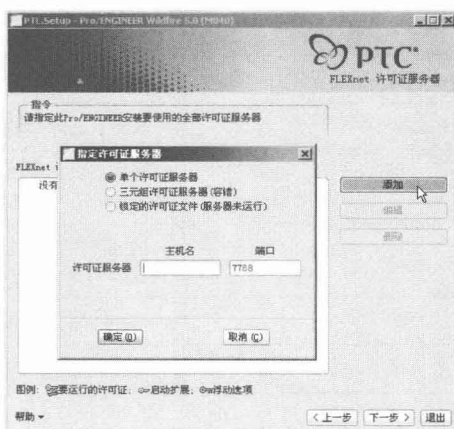 PTC.Setup - Pro/ENGINEER Wildfire 5.0 (M040)
PTC
FLEXnet 许可证服务器
指令
请指定此Pro/ENGINEER安装要使用的全部许可证服务器
FLEXnet
没有
指定许可证服务器
单个许可证服务器
三元组许可证服务器(容错)
锁定的许可证文件(服务器未运行)
主机名 端口
许可证服务器 7788
确定(O) 取消(C)
添加
编辑
删除
图例: 要运行的许可证; 启动扩展; 浮动选项
帮助
<上一步 下一步> 退出